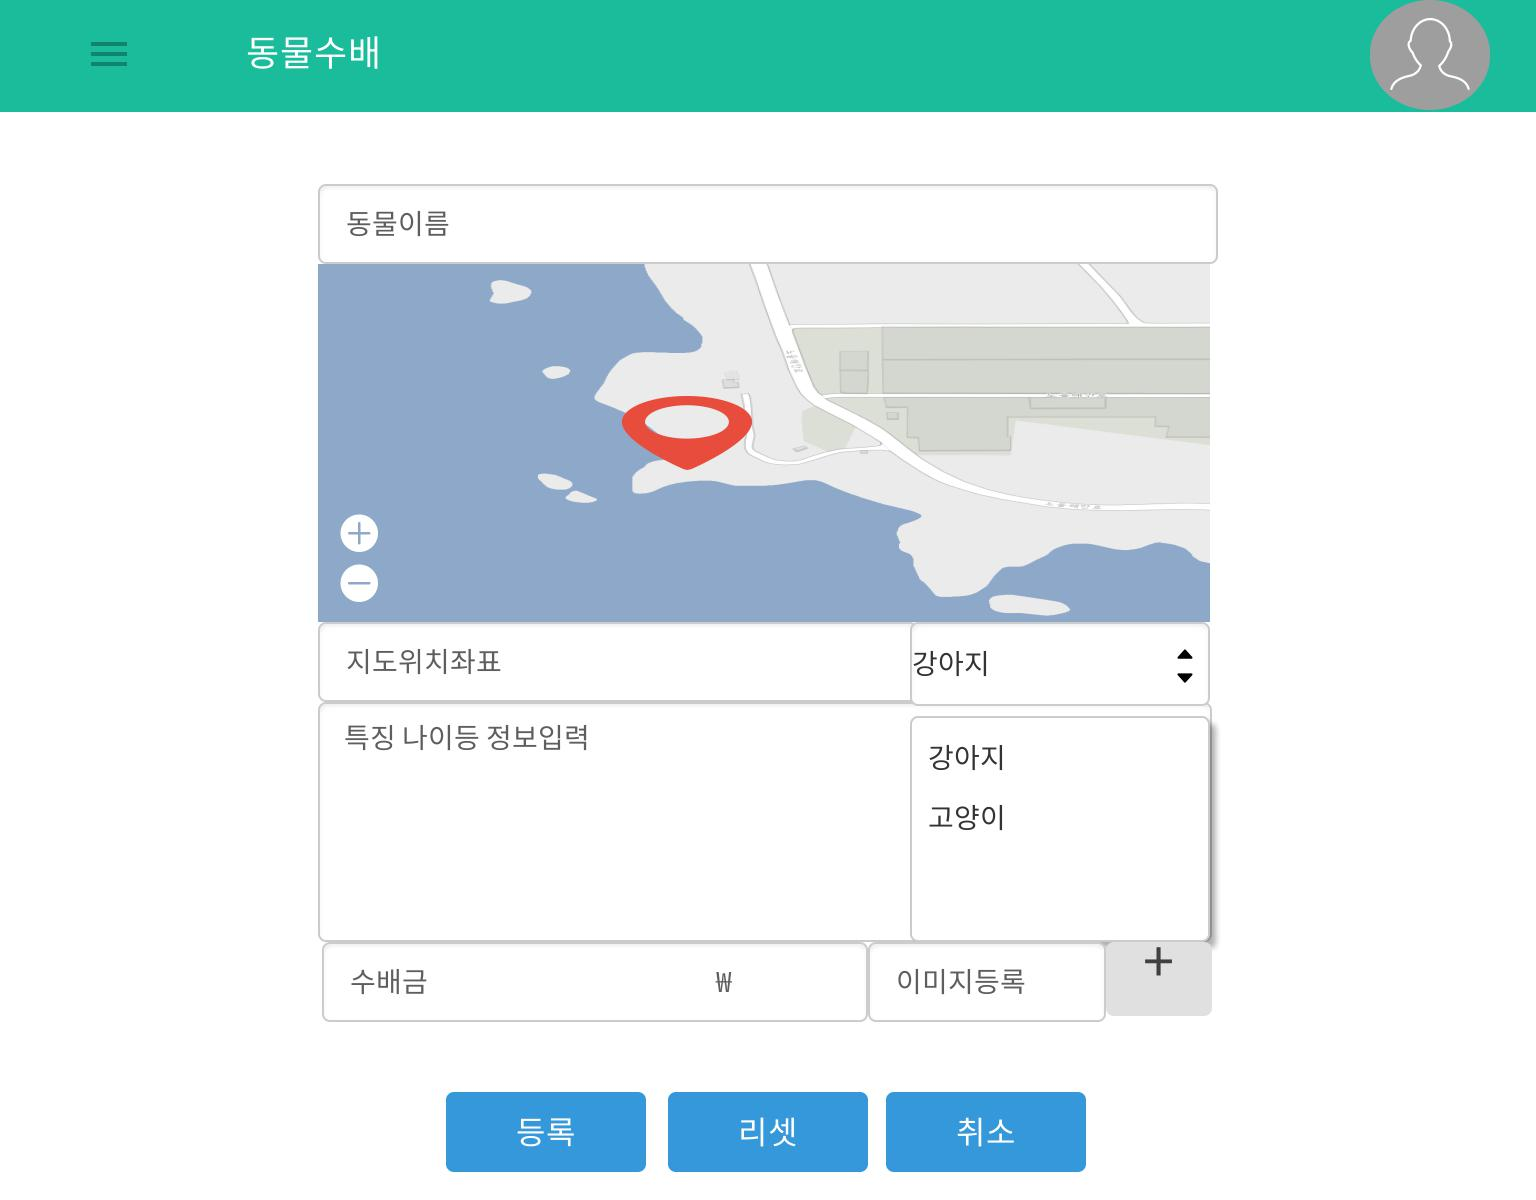 동물수배
동물이름
지도위치좌표
강아지
특징 나이등 정보입력
강아지
고양이
수배금 ₩
이미지등록
등록
리셋
취소